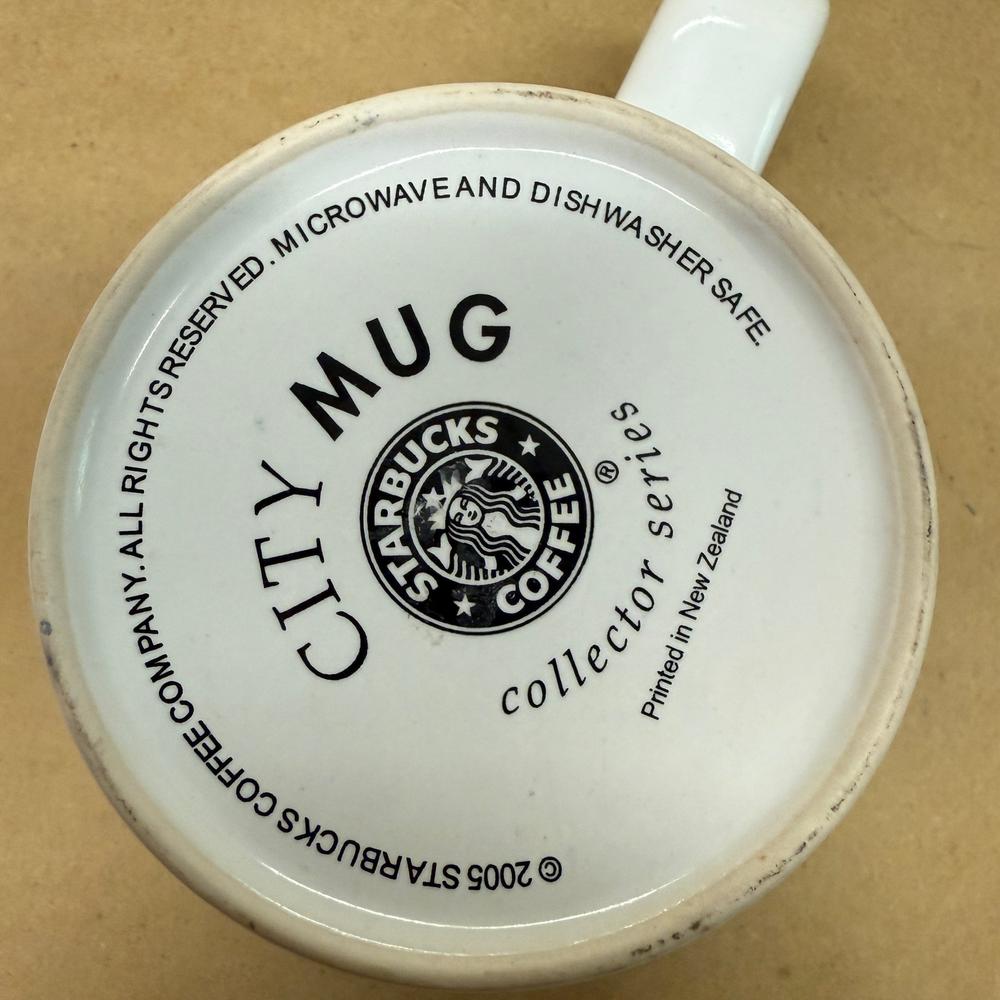 © 2005 STARBUCKS COFFEE COMPANY. ALL RIGHTS RESERVED. MICROWAVE AND DISHWASHER SAFE.
CITY MUG
STARBUCKS COFFEE
®
collector series
Printed in New Zealand